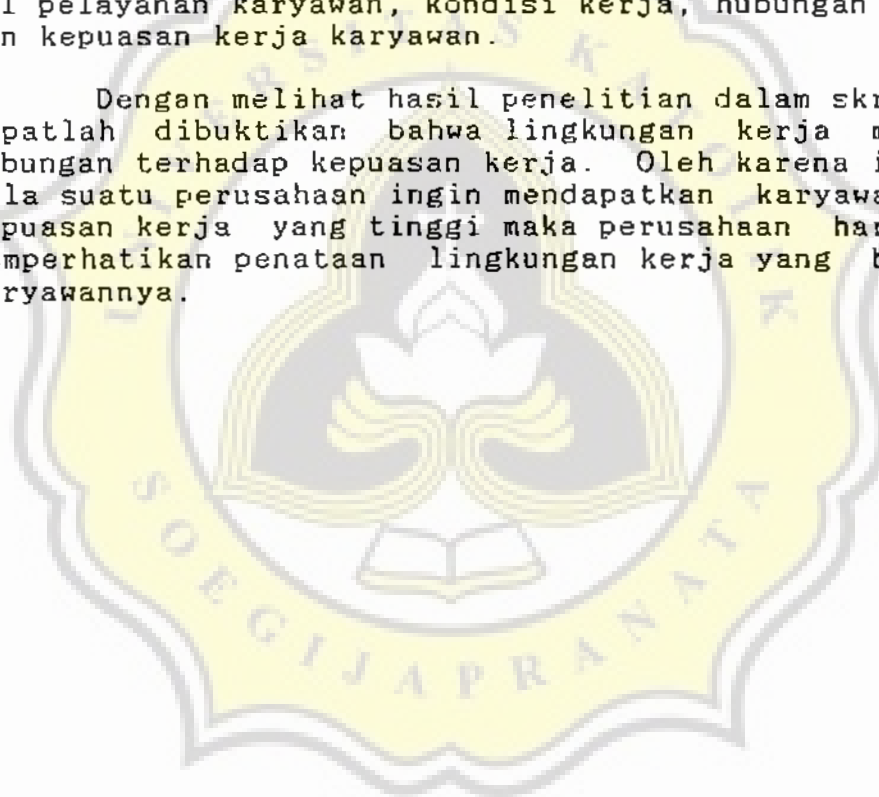 l pelayanan karyawan, kondisi kerja, hubungan
n kepuasan kerja karyawan.
Dengan melihat hasil penelitian dalam skr
patlah dibuktikan bahwa lingkungan kerja m
bungan terhadap kepuasan kerja. Oleh karena i
la suatu perusahaan ingin mendapatkan karyawa
puasan kerja yang tinggi maka perusahaan har
mperhatikan penataan lingkungan kerja yang b
ryawannya.
SOEGIJAPRANATA